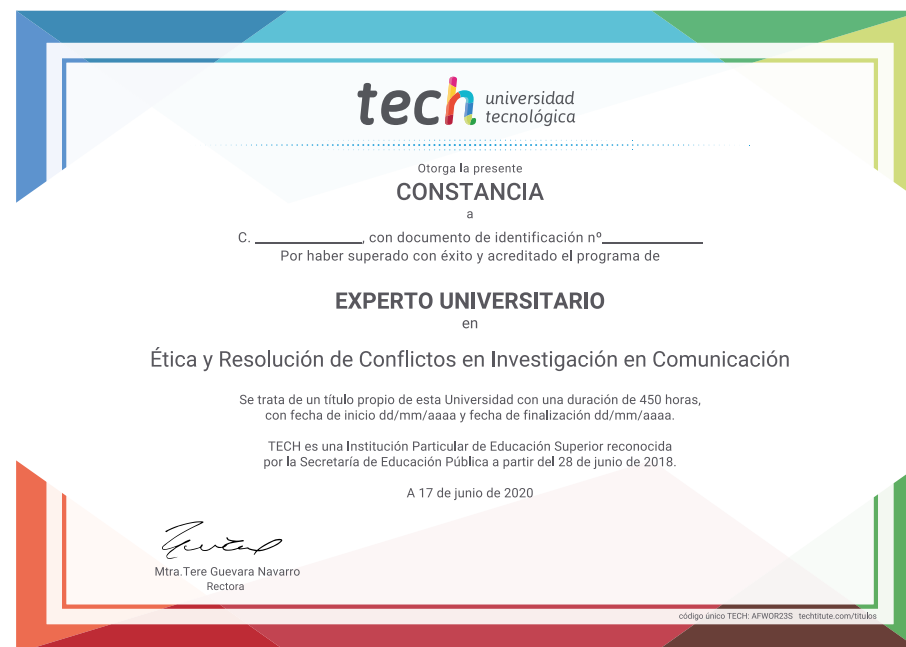 tech universidad
tecnológica
Otorga la presente
CONSTANCIA
a
C. ______________, con documento de identificación nº_____________
Por haber superado con éxito y acreditado el programa de
EXPERTO UNIVERSITARIO
en
Ética y Resolución de Conflictos en Investigación en Comunicación
Se trata de un título propio de esta Universidad con una duración de 450 horas,
con fecha de inicio dd/mm/aaaa y fecha de finalización dd/mm/aaaa.
TECH es una Institución Particular de Educación Superior reconocida
por la Secretaría de Educación Pública a partir del 28 de junio de 2018.
A 17 de junio de 2020
Mtra.Tere Guevara Navarro
Rectora
código único TECH: AFWOR23S techtitute.com/titulos